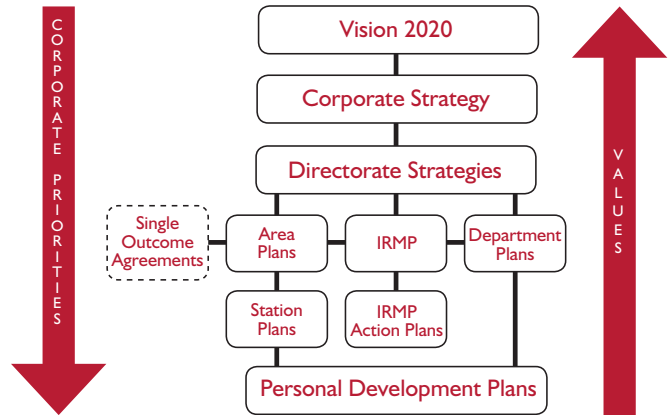 CORPORATE PRIORITIES
Vision 2020
Corporate Strategy
Directorate Strategies
Single
Outcome
Agreements
Area
Plans
IRMP
Department
Plans
Station
Plans
IRMP
Action Plans
Personal Development Plans
VALUES